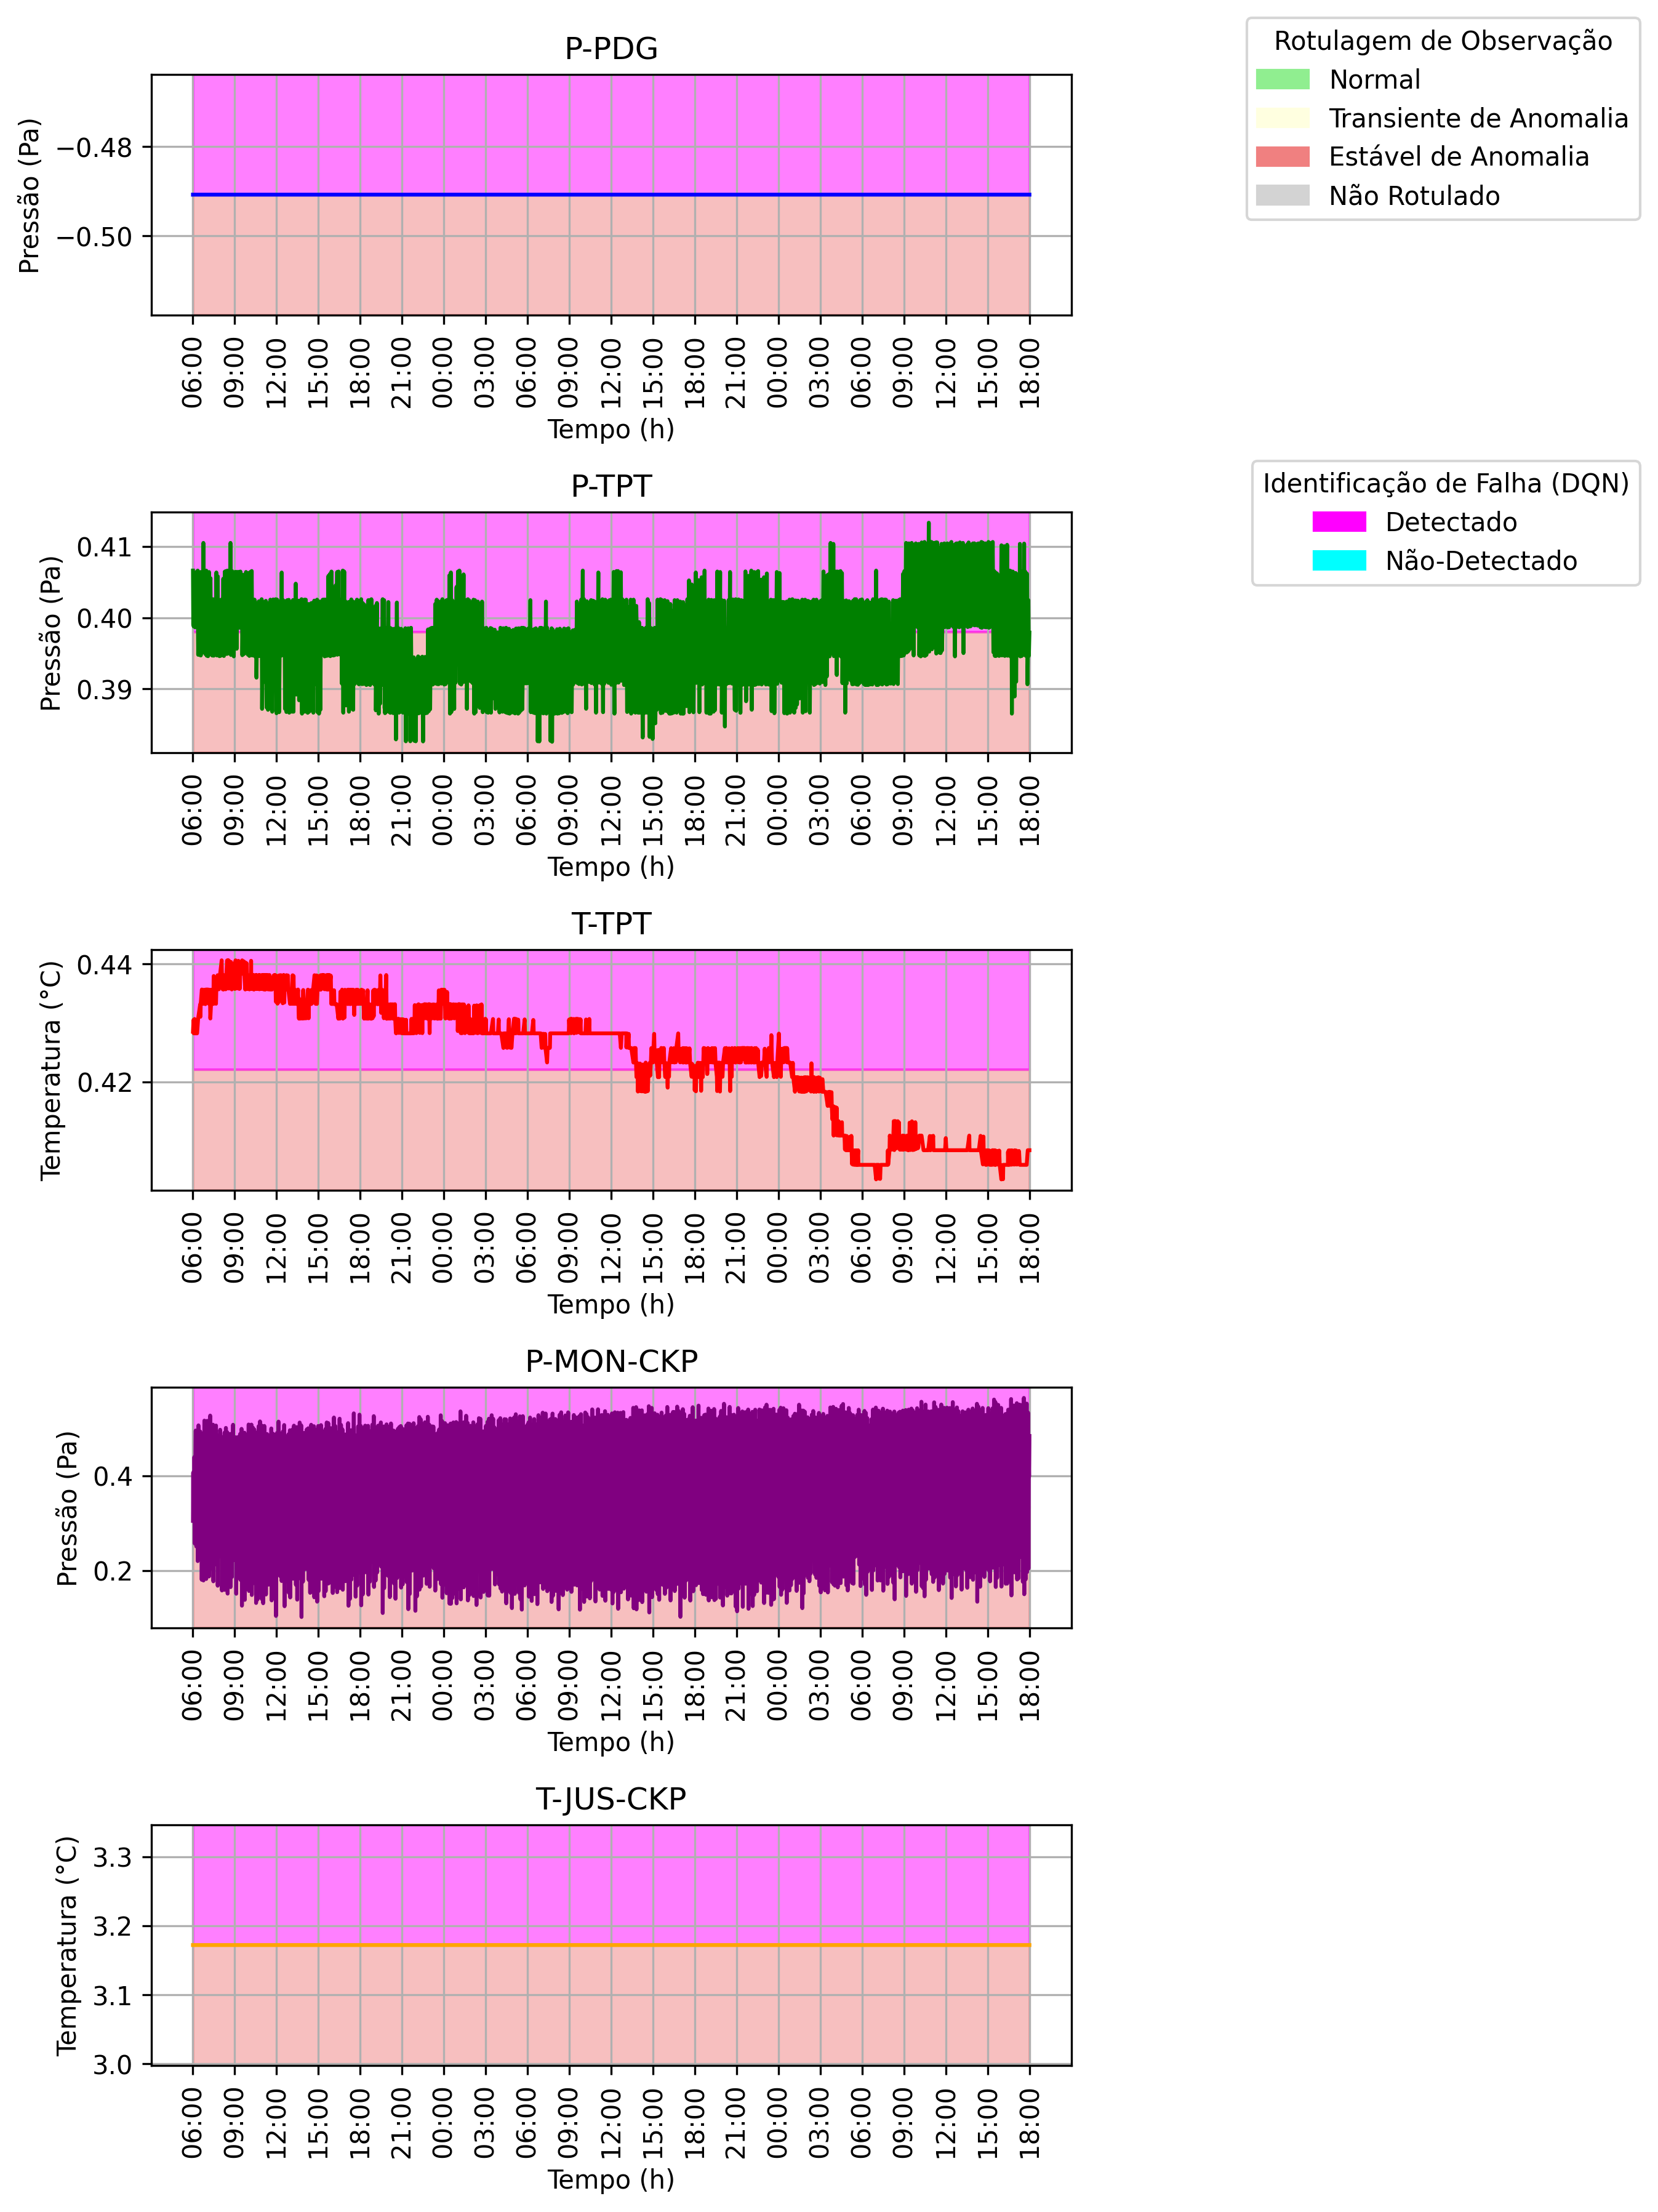 P-PDG
Rotulagem de Observação
Normal
Transiente de Anomalia
Estável de Anomalia
Não Rotulado
Pressão (Pa)
−0.48
−0.50
06:00 09:00 12:00 15:00 18:00 21:00 00:00 03:00 06:00 09:00 12:00 15:00 18:00 21:00 00:00 03:00 06:00 09:00 12:00 15:00 18:00
Tempo (h)
P-TPT
Identificação de Falha (DQN)
Detectado
Não-Detectado
Pressão (Pa)
0.41
0.40
0.39
06:00 09:00 12:00 15:00 18:00 21:00 00:00 03:00 06:00 09:00 12:00 15:00 18:00 21:00 00:00 03:00 06:00 09:00 12:00 15:00 18:00
Tempo (h)
T-TPT
Temperatura (°C)
0.44
0.42
06:00 09:00 12:00 15:00 18:00 21:00 00:00 03:00 06:00 09:00 12:00 15:00 18:00 21:00 00:00 03:00 06:00 09:00 12:00 15:00 18:00
Tempo (h)
P-MON-CKP
Pressão (Pa)
0.4
0.2
06:00 09:00 12:00 15:00 18:00 21:00 00:00 03:00 06:00 09:00 12:00 15:00 18:00 21:00 00:00 03:00 06:00 09:00 12:00 15:00 18:00
Tempo (h)
T-JUS-CKP
Temperatura (°C)
3.3
3.2
3.1
3.0
06:00 09:00 12:00 15:00 18:00 21:00 00:00 03:00 06:00 09:00 12:00 15:00 18:00 21:00 00:00 03:00 06:00 09:00 12:00 15:00 18:00
Tempo (h)